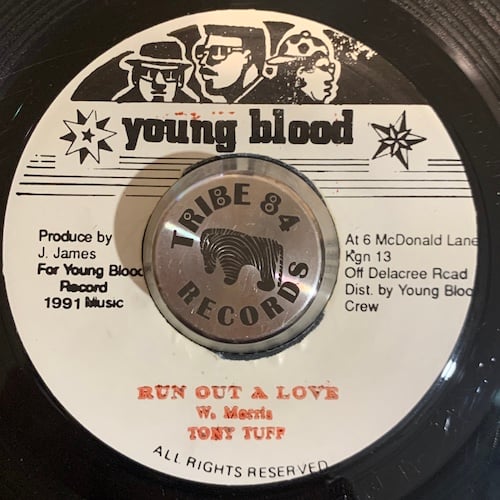 young blood
TRIBE 84
RECORDS
Produce by
J. James
For Young Blood
Record
1991 Music
At 6 McDonald Lane
Kgn 13
Off Delacree Road
Dist. by Young Bloo
Crew
RUN OUT A LOVE
W. Morris
TONY TUFF
ALL RIGHTS RESERVED